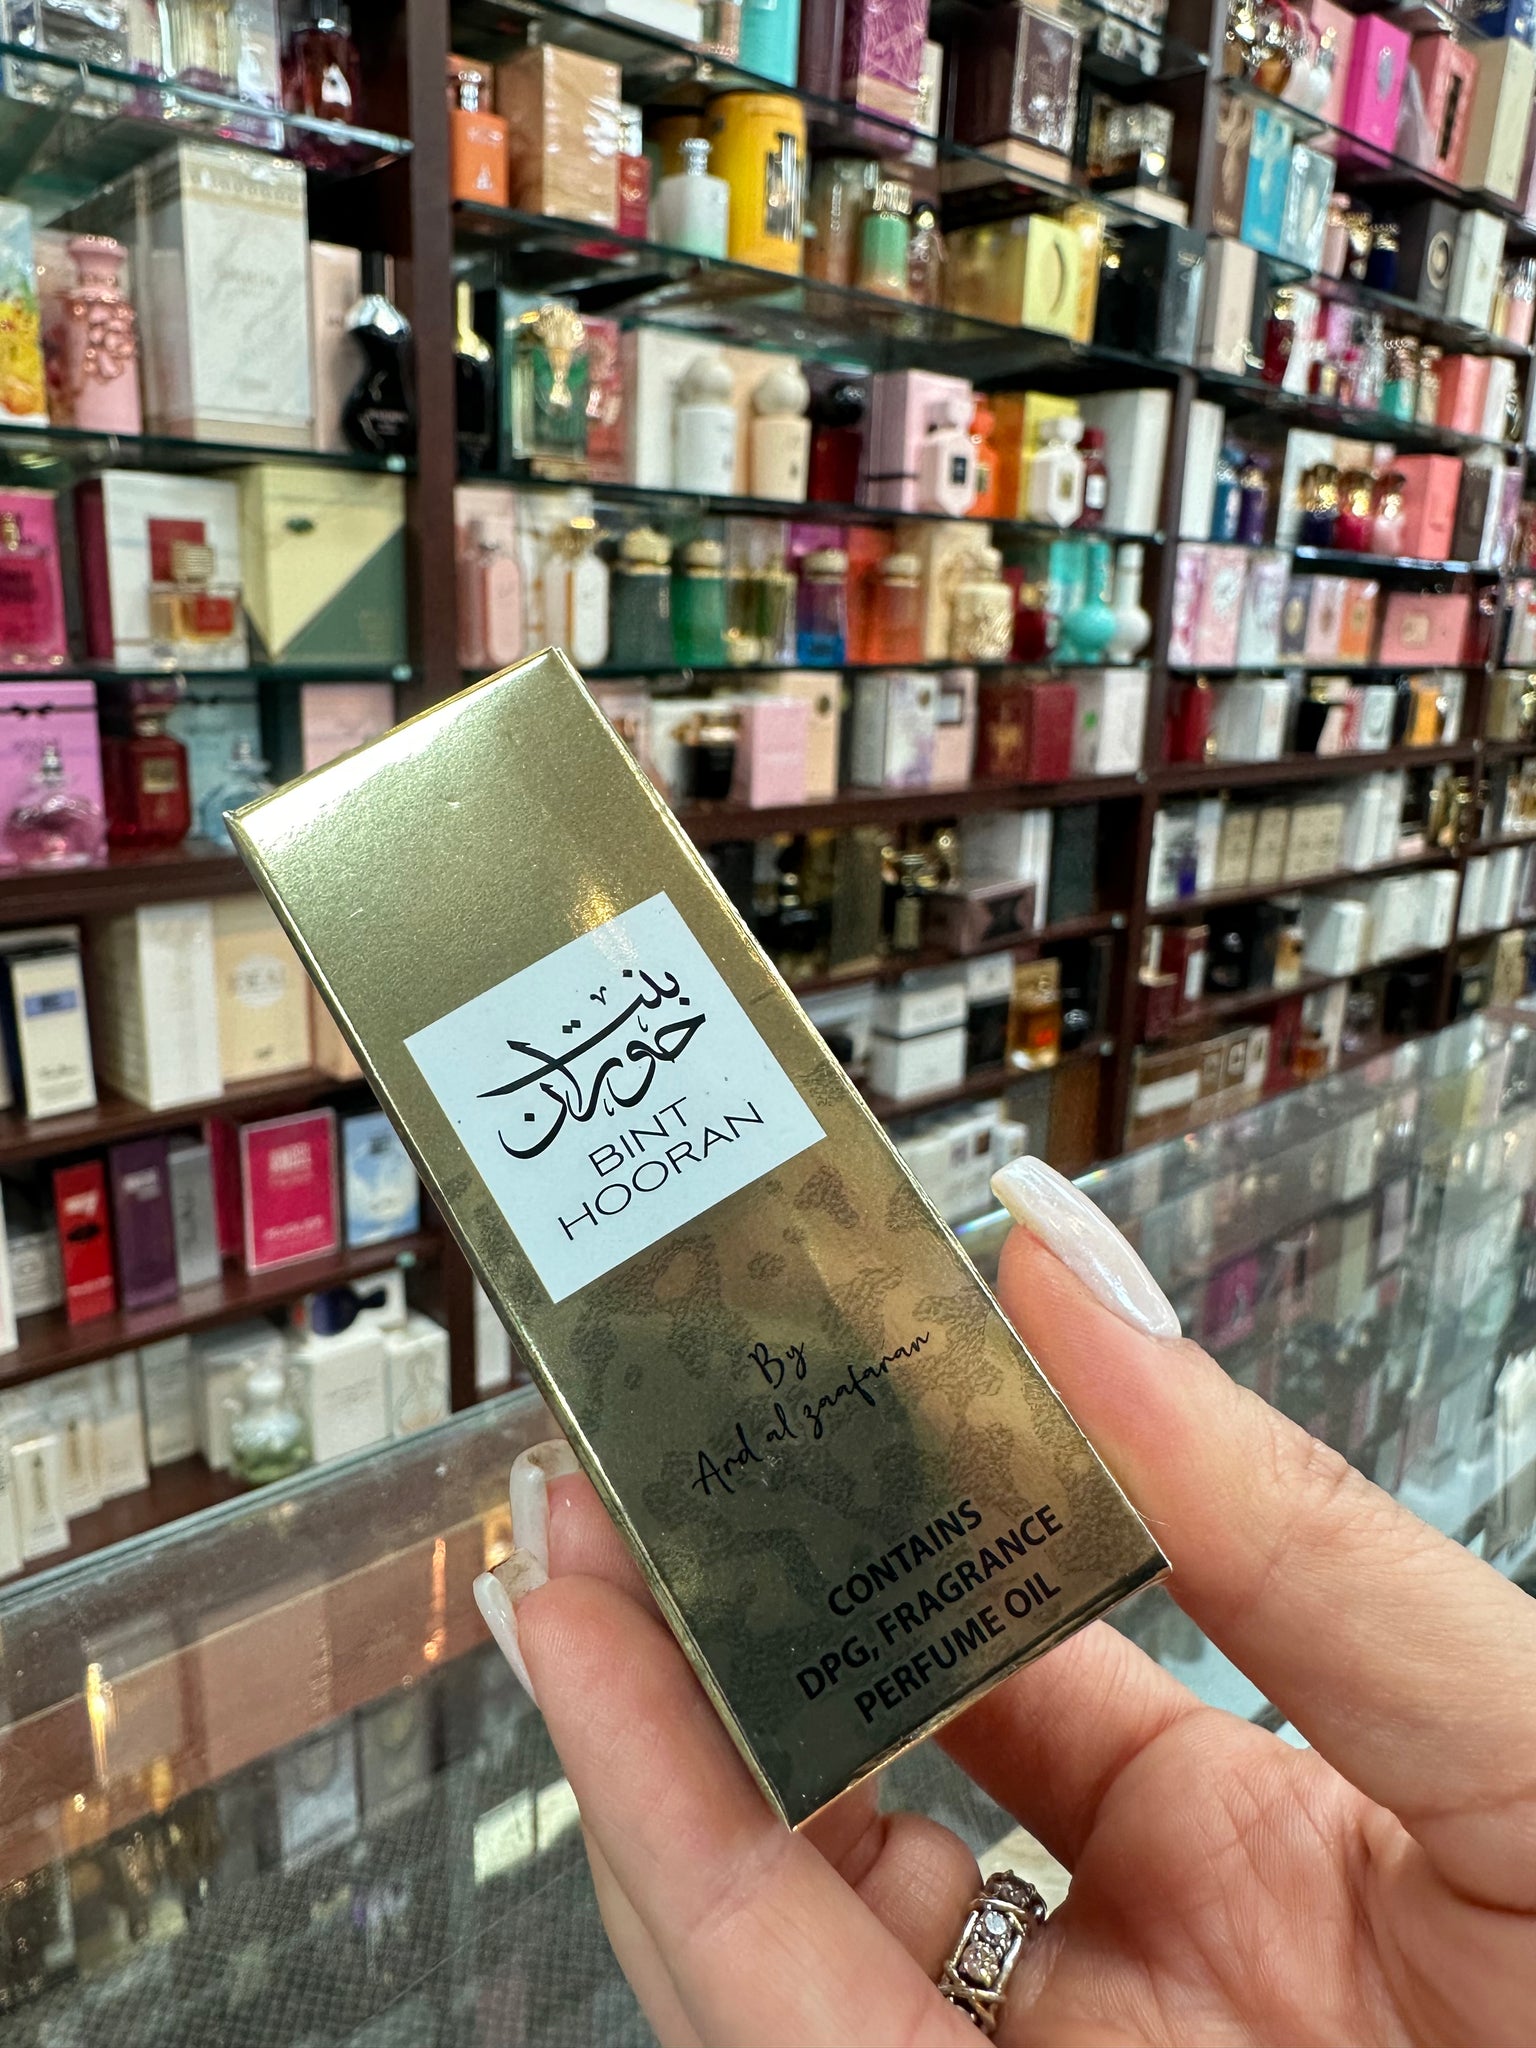 بنت
حوران
BINT
HOORAN
By
Ard al zaafaran
CONTAINS
DPG, FRAGRANCE
PERFUME OIL